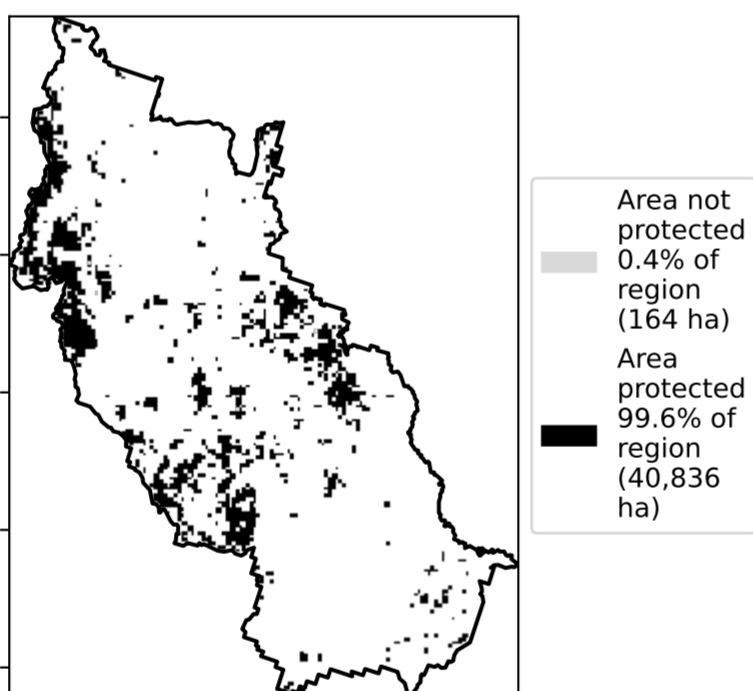 Area not
protected
0.4% of
region
(164 ha)
Area
protected
99.6% of
region
(40,836
ha)